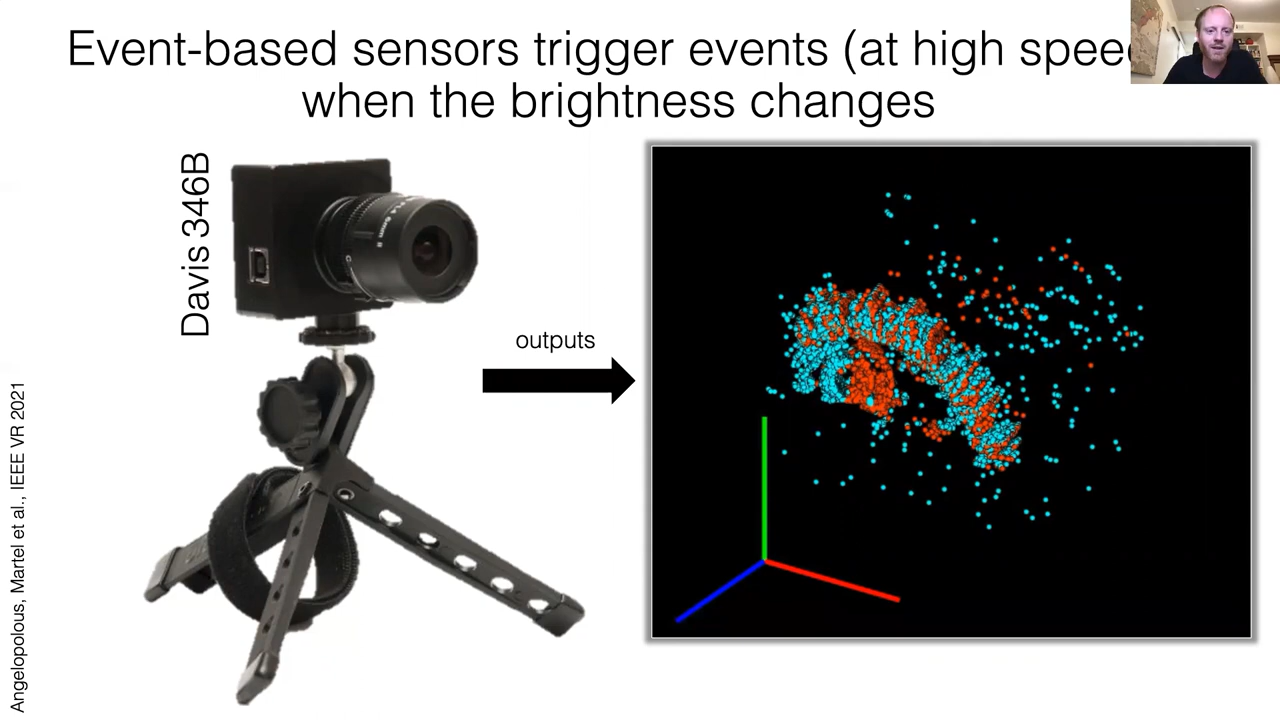 Event-based sensors trigger events (at high spee
when the brightness changes
Davis 346B
outputs
Angelopolous, Martel et al., IEEE VR 2021